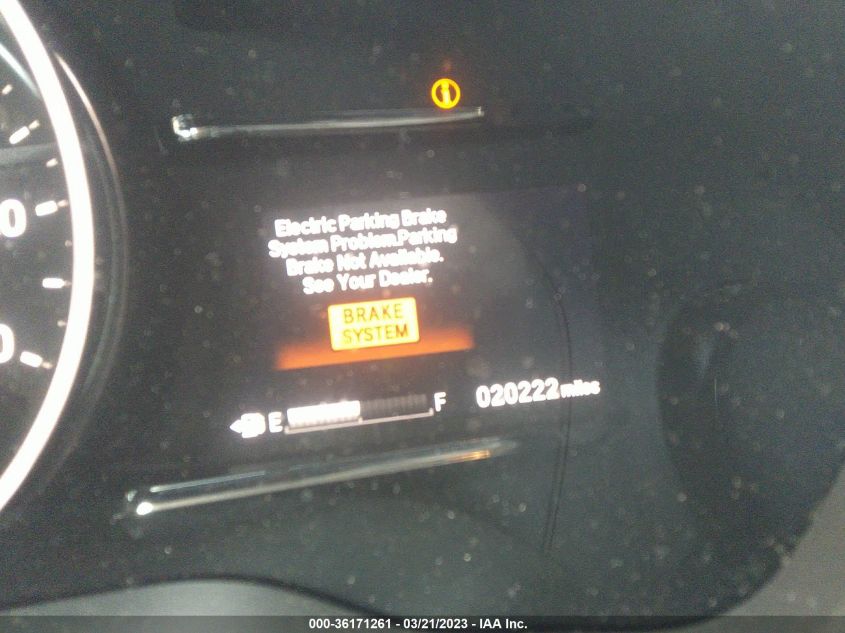 Electric Parking Brake
System Problem.Parking
Brake Not Available.
See Your Dealer.
BRAKE
SYSTEM
E
F
020222 miles
000-36171261 - 03/21/2023 - IAA Inc.